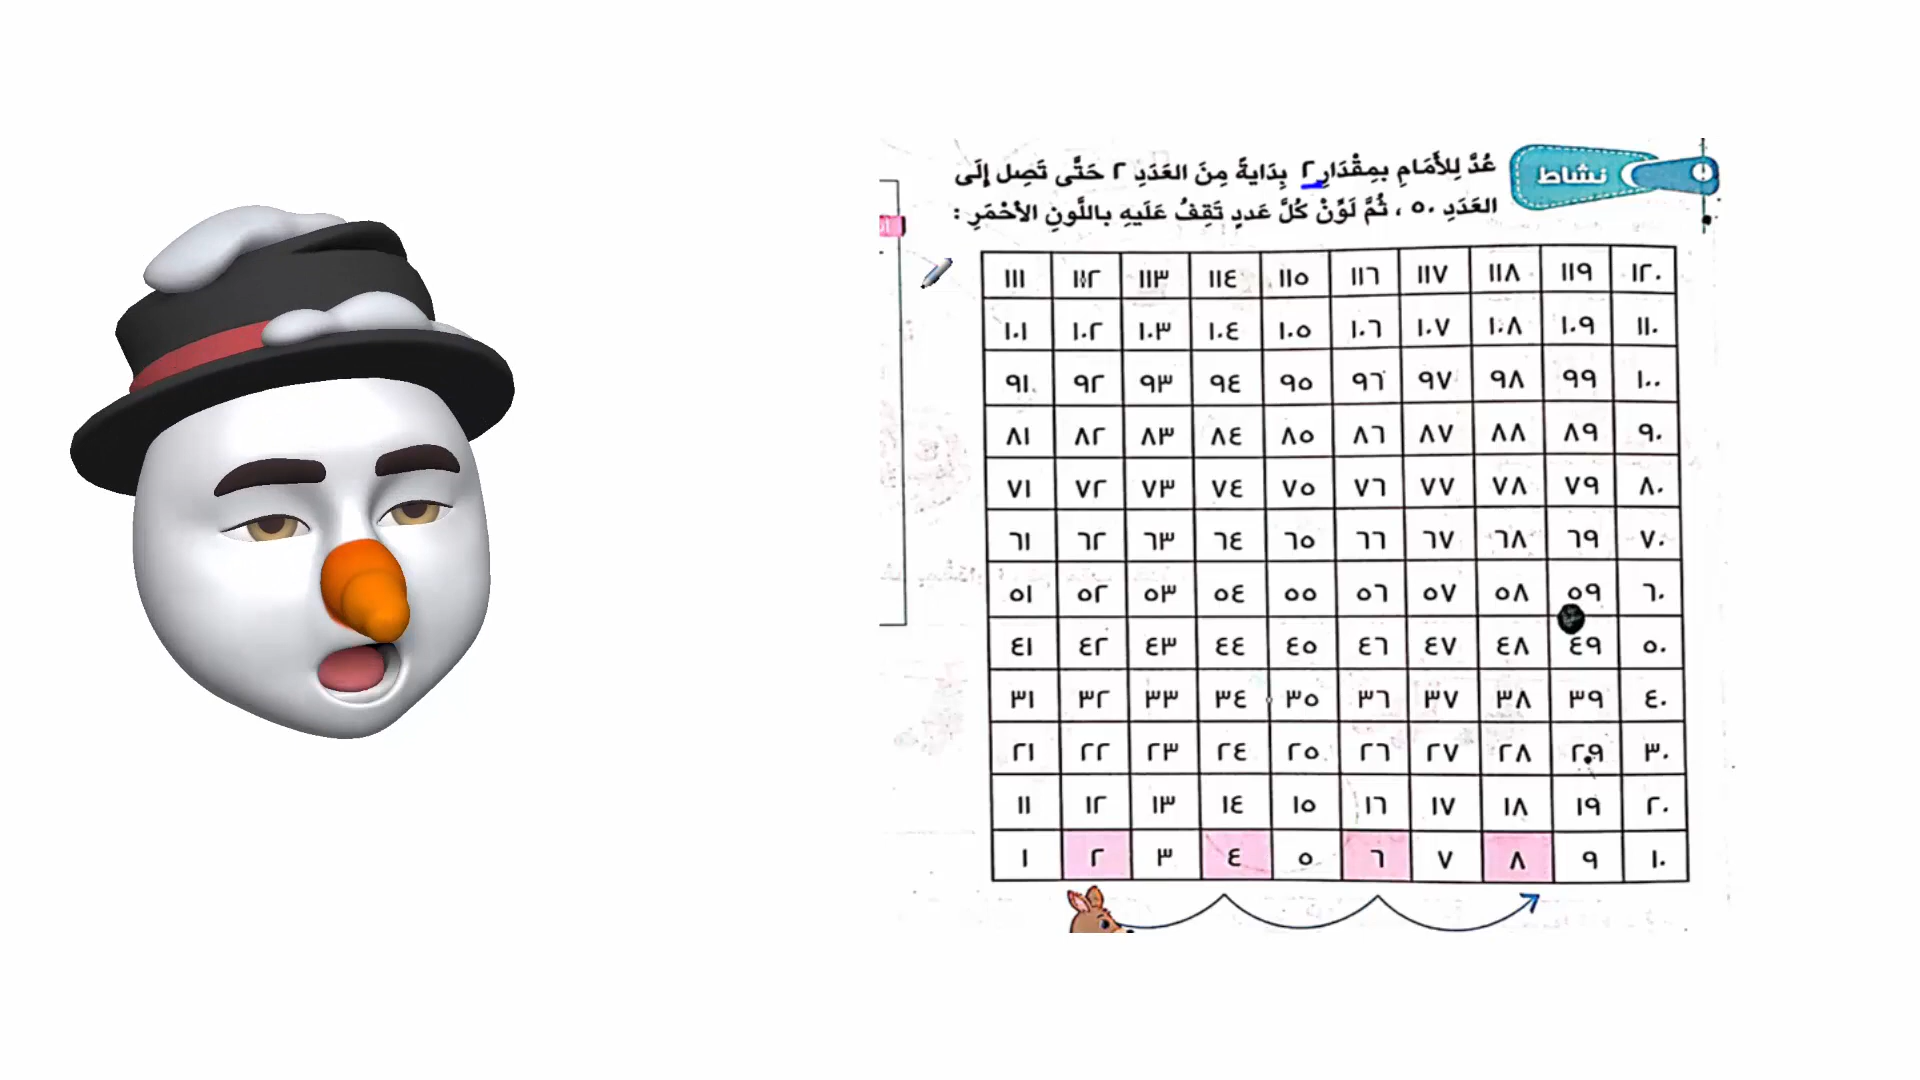 نشاط
عُدَّ لِلأَمَامِ بمِقْدَارِ ٢ بِدَايةً مِنَ العَدَدِ ٢ حَتَّى تَصِل إلَى
العَدَدِ ٥٠ ، ثُمَّ لَوِّنْ كُلَّ عَددٍ تَقِفُ عَلَيهِ باللَّونِ الأحْمَرِ :
١١١ ١١٢ ١١٣ ١١٤ ١١٥ ١١٦ ١١٧ ١١٨ ١١٩ ١٢٠
١٠١ ١٠٢ ١٠٣ ١٠٤ ١٠٥ ١٠٦ ١٠٧ ١٠٨ ١٠٩ ١١٠
٩١ ٩٢ ٩٣ ٩٤ ٩٥ ٩٦ ٩٧ ٩٨ ٩٩ ١٠٠
٨١ ٨٢ ٨٣ ٨٤ ٨٥ ٨٦ ٨٧ ٨٨ ٨٩ ٩٠
٧١ ٧٢ ٧٣ ٧٤ ٧٥ ٧٦ ٧٧ ٧٨ ٧٩ ٨٠
٦١ ٦٢ ٦٣ ٦٤ ٦٥ ٦٦ ٦٧ ٦٨ ٦٩ ٧٠
٥١ ٥٢ ٥٣ ٥٤ ٥٥ ٥٦ ٥٧ ٥٨ ٥٩ ٦٠
٤١ ٤٢ ٤٣ ٤٤ ٤٥ ٤٦ ٤٧ ٤٨ ٤٩ ٥٠
٣١ ٣٢ ٣٣ ٣٤ ٣٥ ٣٦ ٣٧ ٣٨ ٣٩ ٤٠
٢١ ٢٢ ٢٣ ٢٤ ٢٥ ٢٦ ٢٧ ٢٨ ٢٩ ٣٠
١١ ١٢ ١٣ ١٤ ١٥ ١٦ ١٧ ١٨ ١٩ ٢٠
١ ٢ ٣ ٤ ٥ ٦ ٧ ٨ ٩ ١٠